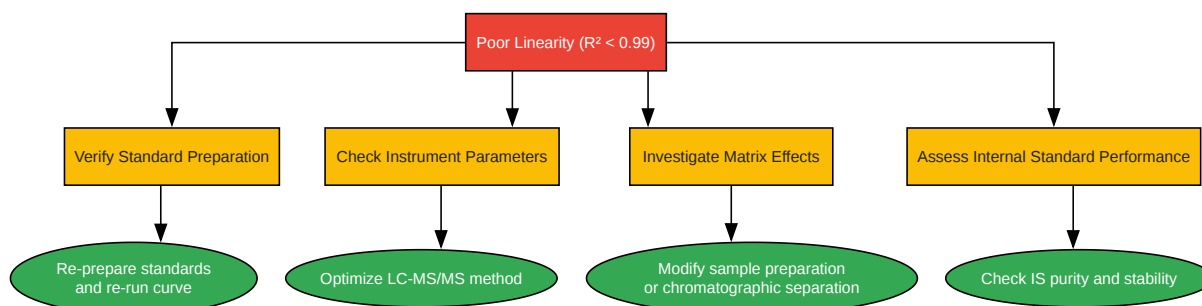 Poor Linearity (R² < 0.99)
Verify Standard Preparation
Check Instrument Parameters
Investigate Matrix Effects
Assess Internal Standard Performance
Re-prepare standards
and re-run curve
Optimize LC-MS/MS method
Modify sample preparation
or chromatographic separation
Check IS purity and stability